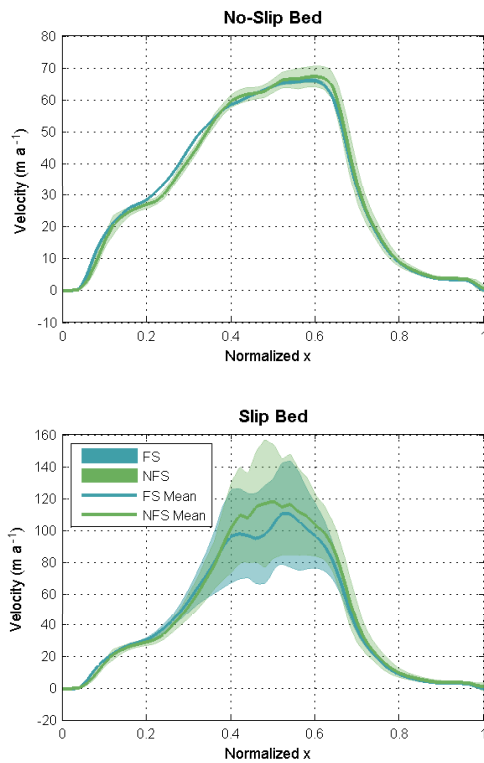 No-Slip Bed
80
70
60
50
40
30
20
10
0
-10
Velocity (m a⁻¹)
0 0.2 0.4 0.6 0.8 1
Normalized x
Slip Bed
160
140
120
100
80
60
40
20
0
-20
Velocity (m a⁻¹)
FS
NFS
FS Mean
NFS Mean
0 0.2 0.4 0.6 0.8 1
Normalized x